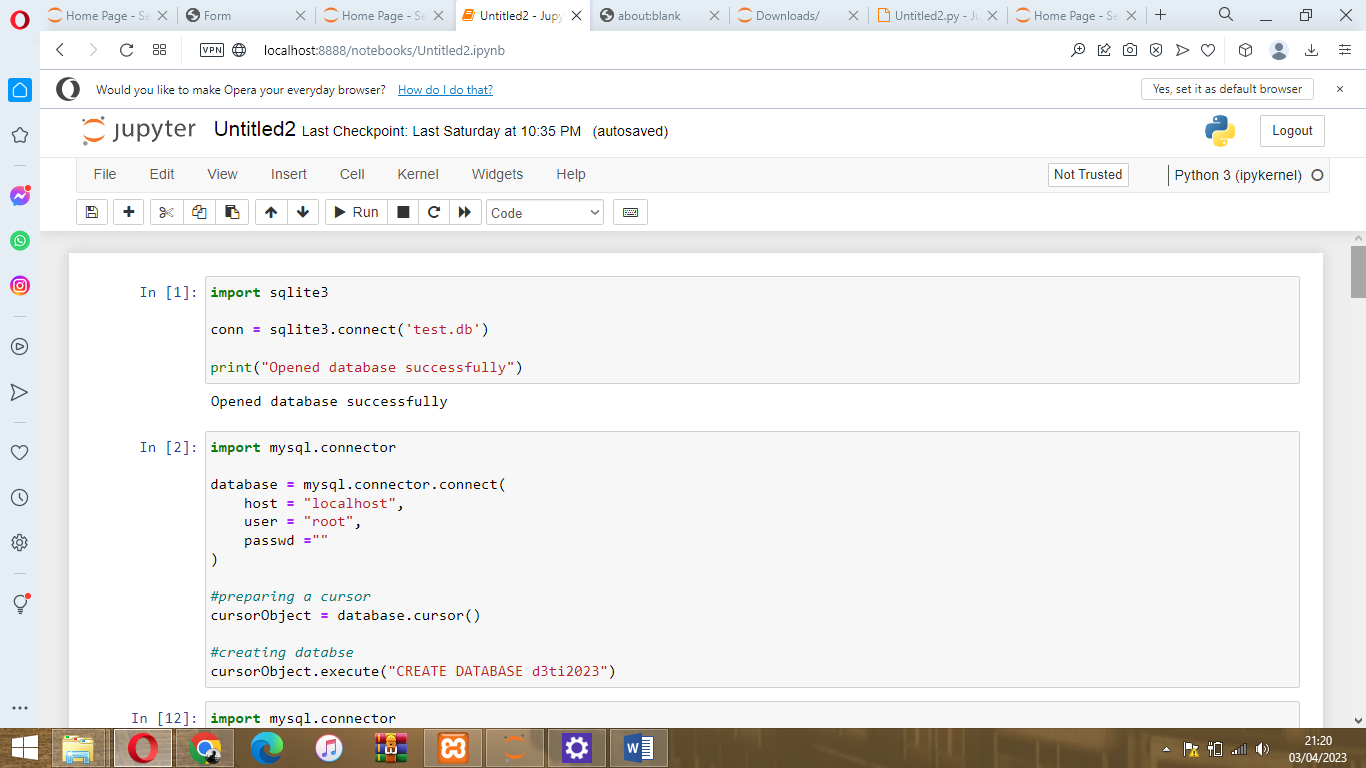 Home Page - Se
Form
Home Page - Se
Untitled2 - Jupy
about:blank
Downloads/
Untitled2.py - Ju
Home Page - Se
VPN
localhost:8888/notebooks/Untitled2.ipynb
Would you like to make Opera your everyday browser? How do I do that?
Yes, set it as default browser
jupyter Untitled2 Last Checkpoint: Last Saturday at 10:35 PM (autosaved)
Logout
File Edit View Insert Cell Kernel Widgets Help
Not Trusted
Python 3 (ipykernel)
Run
Code
In [1]: import sqlite3
conn = sqlite3.connect('test.db')
print("Opened database successfully")
Opened database successfully
In [2]: import mysql.connector
database = mysql.connector.connect(
host = "localhost",
user = "root",
passwd =""
)
#preparing a cursor
cursorObject = database.cursor()
#creating databse
cursorObject.execute("CREATE DATABASE d3ti2023")
In [12]: import mysql.connector
21:20
03/04/2023